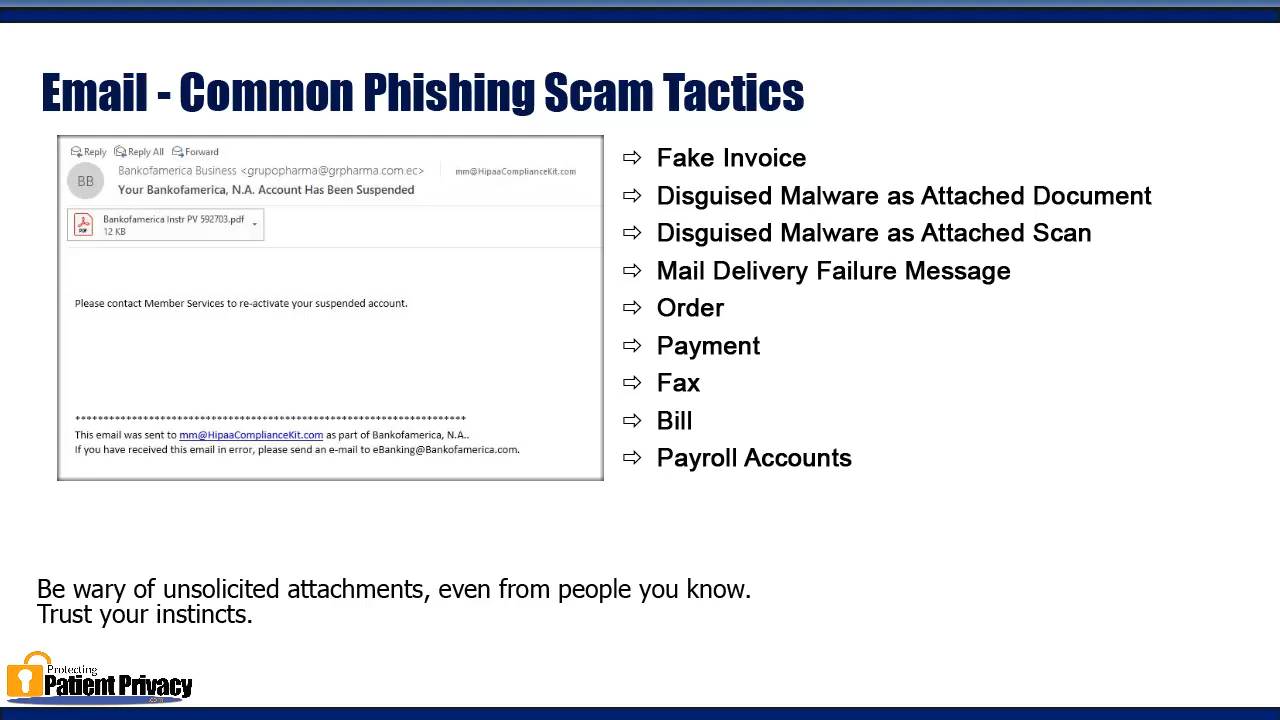 Email - Common Phishing Scam Tactics
Reply Reply All Forward
BB
Bankofamerica Business <grupopharma@grpharma.com.ec>
mm@HipaaComplianceKit.com
Your Bankofamerica, N.A. Account Has Been Suspended
PDF
Bankofamerica Instr PV 592703.pdf
12 KB
Please contact Member Services to re-activate your suspended account.
**********************************************************************
This email was sent to mm@HipaaComplianceKit.com as part of Bankofamerica, N.A..
If you have received this email in error, please send an e-mail to eBanking@Bankofamerica.com.
⇨ Fake Invoice
⇨ Disguised Malware as Attached Document
⇨ Disguised Malware as Attached Scan
⇨ Mail Delivery Failure Message
⇨ Order
⇨ Payment
⇨ Fax
⇨ Bill
⇨ Payroll Accounts
Be wary of unsolicited attachments, even from people you know.
Trust your instincts.
Protecting
Patient Privacy
.com